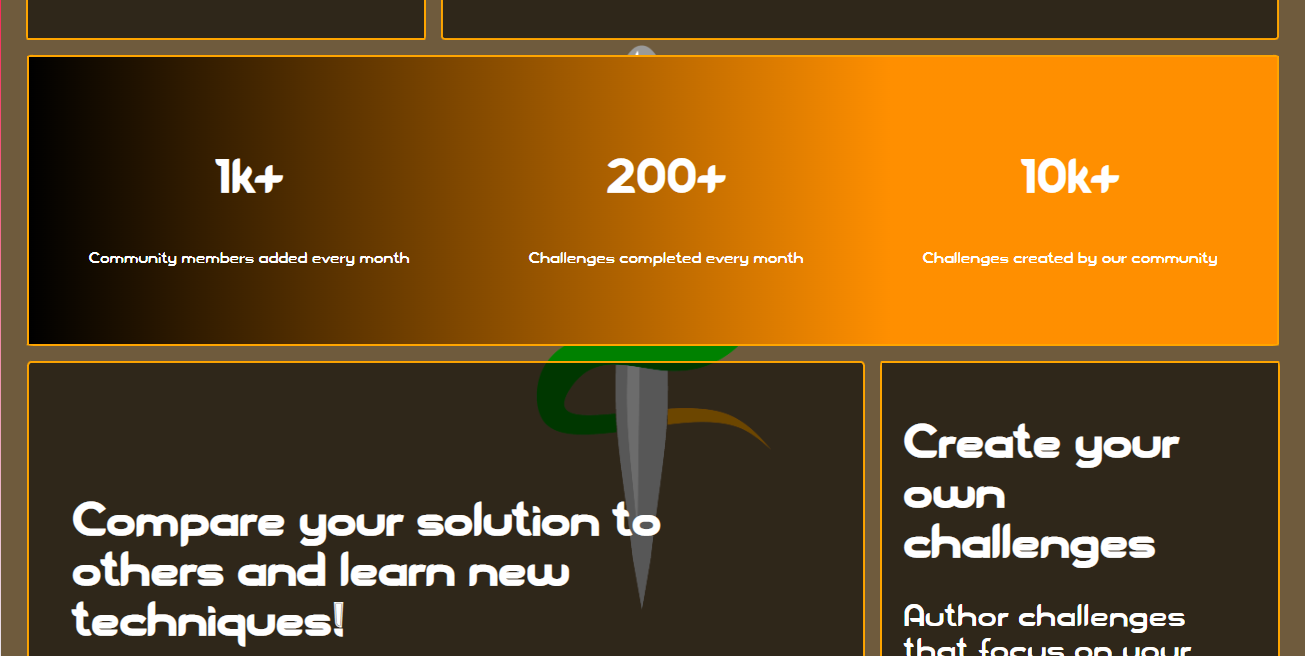 1k+
Community members added every month
200+
Challenges completed every month
10k+
Challenges created by our community
Compare your solution to
others and learn new
techniques!
Create your
own
challenges
Author challenges
that focus on your